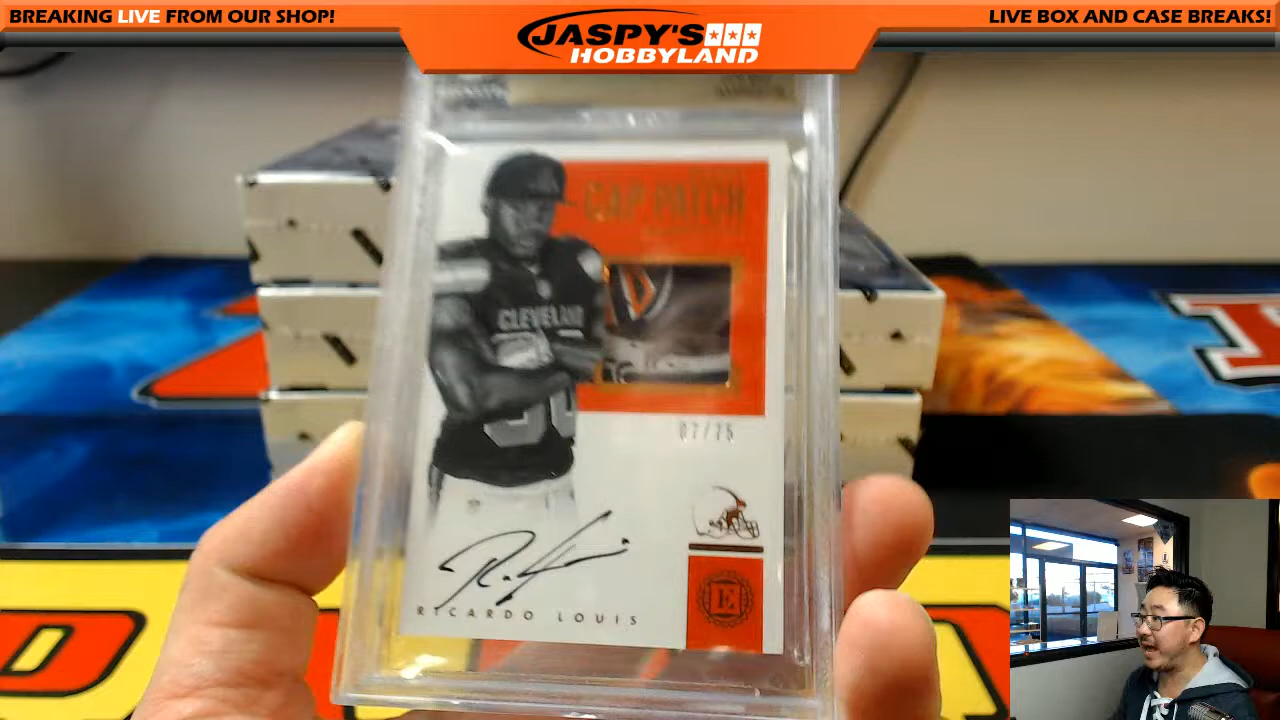 BREAKING LIVE FROM OUR SHOP!
JASPY'S
HOBBYLAND
LIVE BOX AND CASE BREAKS!
CAP PATCH
CLEVELAND
07/25
RICARDO LOUIS
E